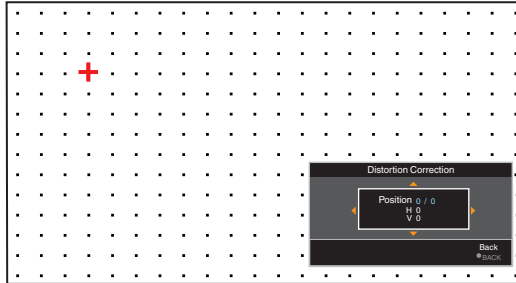 Distortion Correction
Position 0 / 0
H 0
V 0
Back
BACK